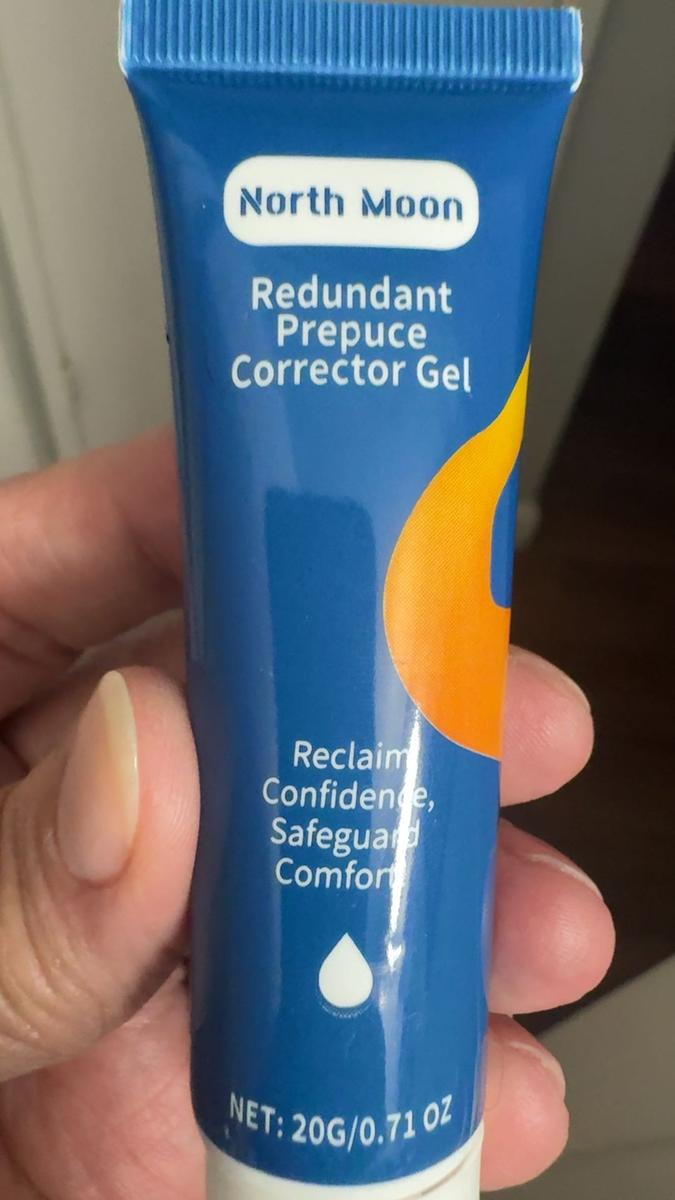 North Moon
Redundant
Prepuce
Corrector Gel
Reclaim
Confidence,
Safeguard
Comfort
NET: 20G/0.71 OZ